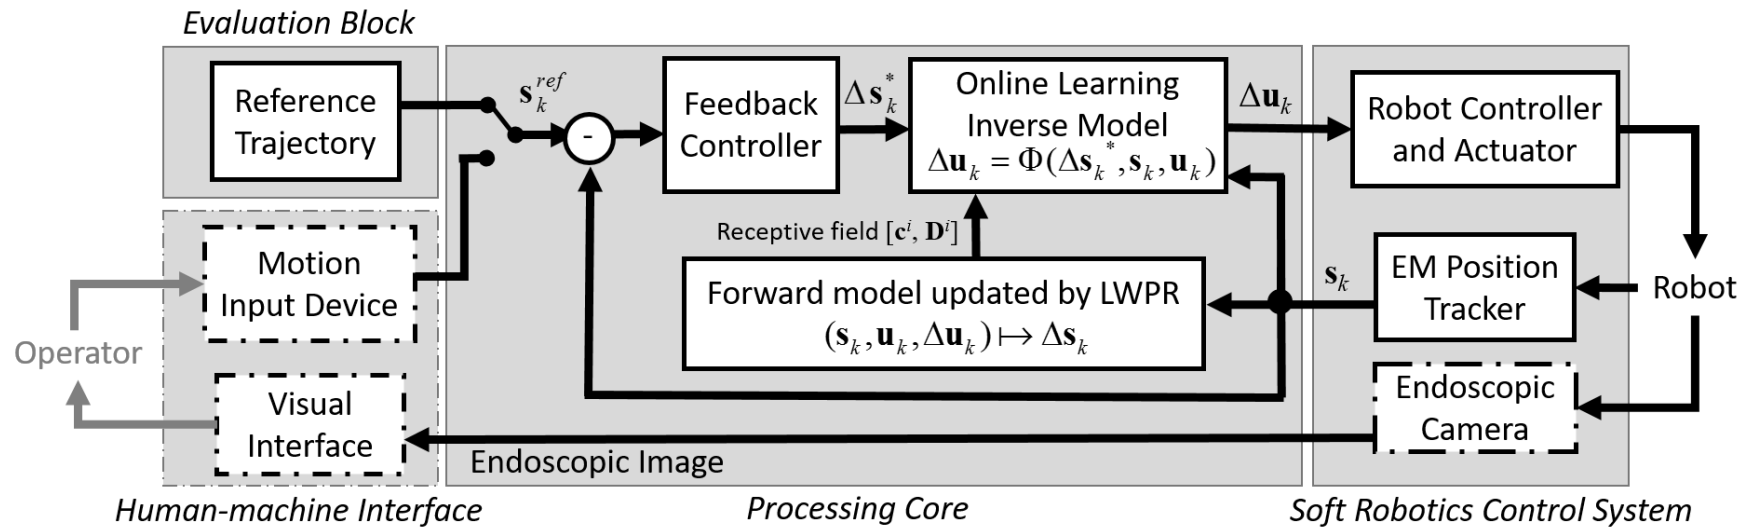 Evaluation Block
Reference
Trajectory
s_k^{ref}
-
Feedback
Controller
Δs_k^*
Online Learning
Inverse Model
Δu_k = Φ(Δs_k^*, s_k, u_k)
Δu_k
Robot Controller
and Actuator
Receptive field [c^i, D^i]
Motion
Input Device
Forward model updated by LWPR
(s_k, u_k, Δu_k) ↦ Δs_k
s_k
EM Position
Tracker
Robot
Operator
Visual
Interface
Endoscopic
Camera
Endoscopic Image
Human-machine Interface
Processing Core
Soft Robotics Control System